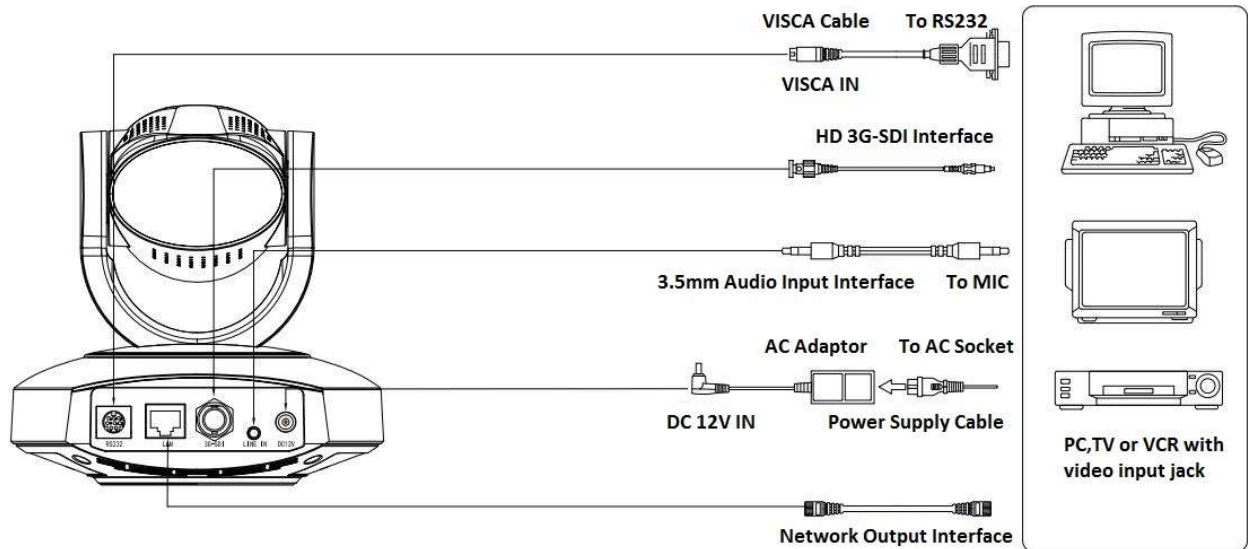 VISCA Cable To RS232
VISCA IN
HD 3G-SDI Interface
3.5mm Audio Input Interface To MIC
AC Adaptor To AC Socket
DC 12V IN Power Supply Cable
RS232 LAN 3G-SDI LINE IN DC12V
Network Output Interface
PC,TV or VCR with
video input jack